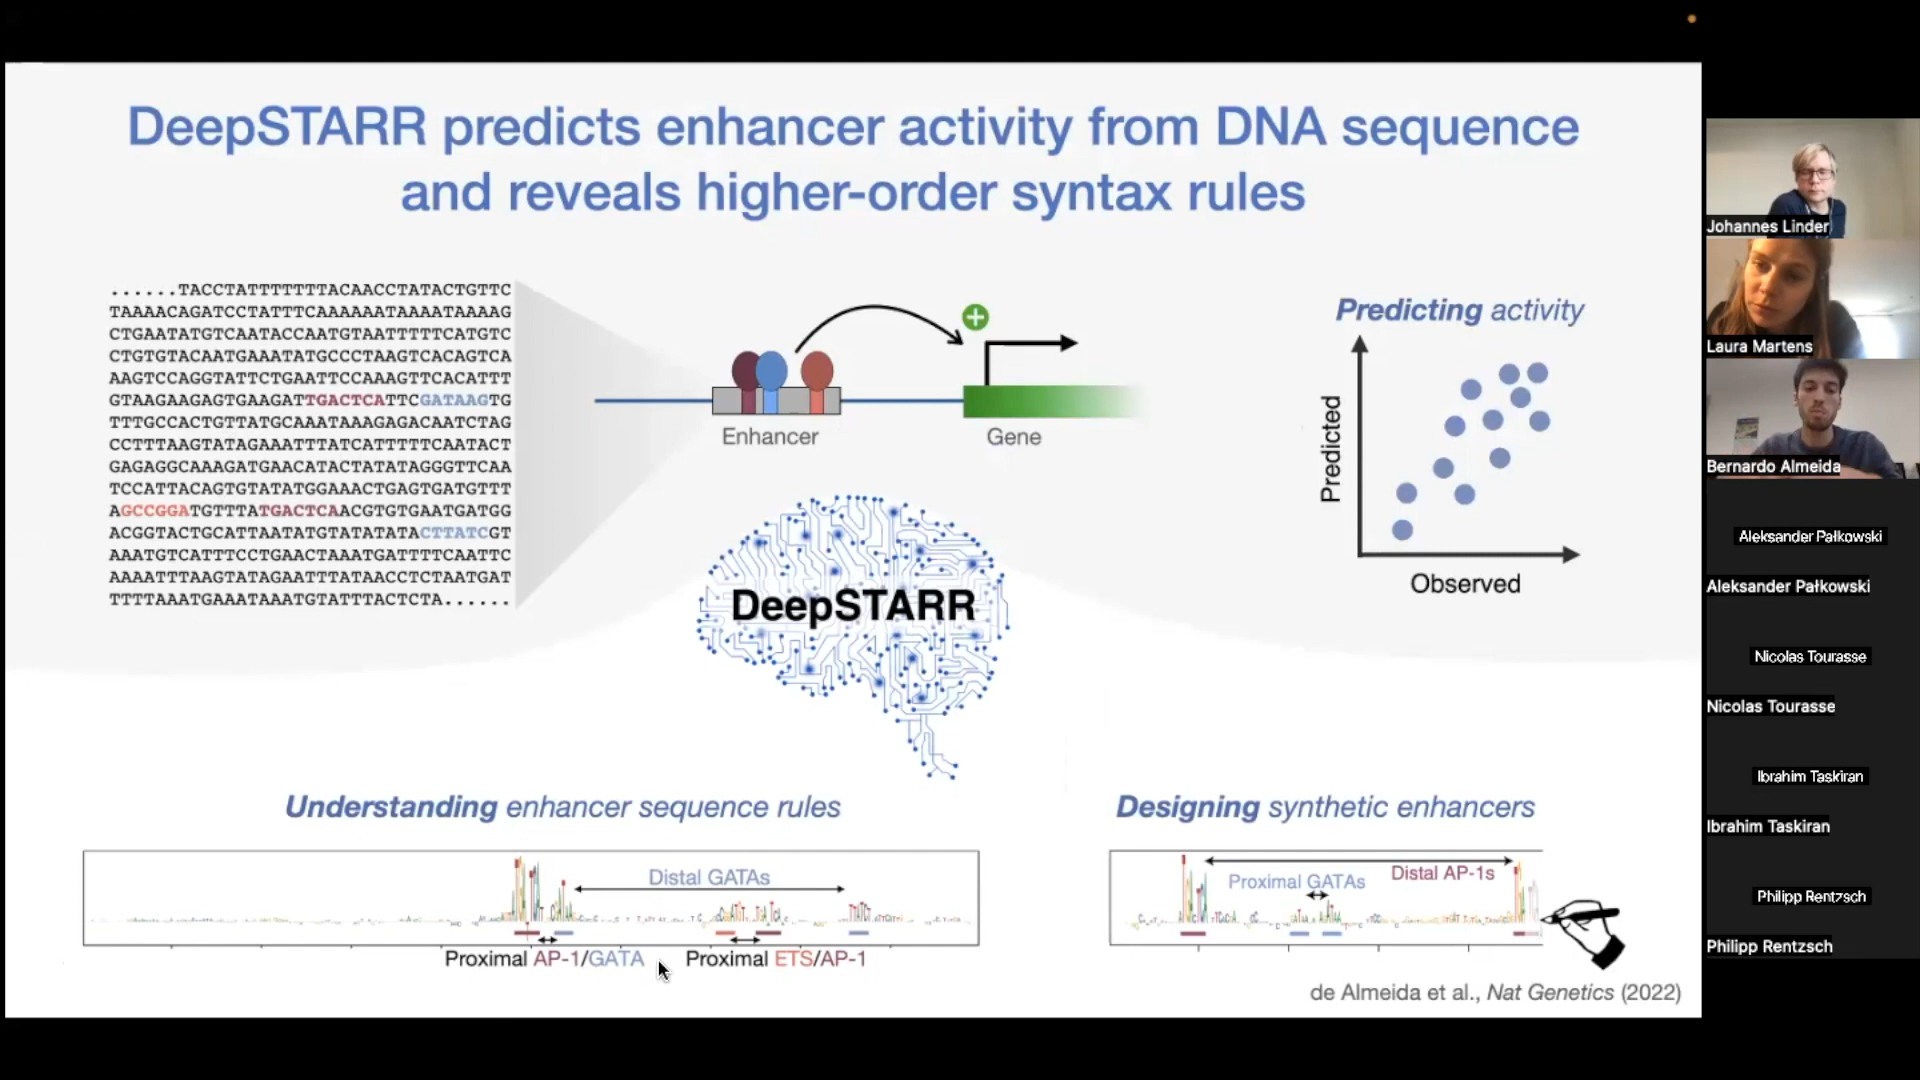 DeepSTARR predicts enhancer activity from DNA sequence
and reveals higher-order syntax rules
......TACCTATTTTTTTACAACCTATACTGTTC
TAAAACAGATCCTATTTCAAAAAATAAAATAAAAG
CTGAATATGTCAATACCAATGTAATTTTTCATGTC
CTGTGTACAATGAAATATGCCCTAAGTCACAGTCA
AAGTCCAGGTATTCTGAATTCCAAAGTTCACATTT
GTAAGAAGAGTGAAGATTGACTCATTCGATAAGTG
TTTGCCACTGTTATGCAAATAAAGAGACAATCTAG
CCTTTAAGTATAGAAATTTATCATTTTTCAATACT
GAGAGGCAAAGATGAACATACTATATAGGGTTCAA
TCCATTACAGTGTATATGGAAACTGAGTGATGTTT
AGCCGGATGTTTATGACTCAACGTGTGAATGATGG
ACGGTACTGCATTAATATGTATATATACTTATCGT
AAATGTCATTTCCTGAACTAAATGATTTTCAATTC
AAAATTTAAGTATAGAATTTATAACCTCTAATGAT
TTTTAAATGAAATAAATGTATTTACTCTA......
Enhancer
Gene
Predicting activity
Predicted
Observed
DeepSTARR
Understanding enhancer sequence rules
Distal GATAs
Proximal AP-1/GATA
Proximal ETS/AP-1
Designing synthetic enhancers
Distal AP-1s
Proximal GATAs
de Almeida et al., Nat Genetics (2022)
Johannes Linder
Laura Martens
Bernardo Almeida
Aleksander Pałkowski
Aleksander Pałkowski
Nicolas Tourasse
Nicolas Tourasse
Ibrahim Taskiran
Ibrahim Taskiran
Philipp Rentzsch
Philipp Rentzsch